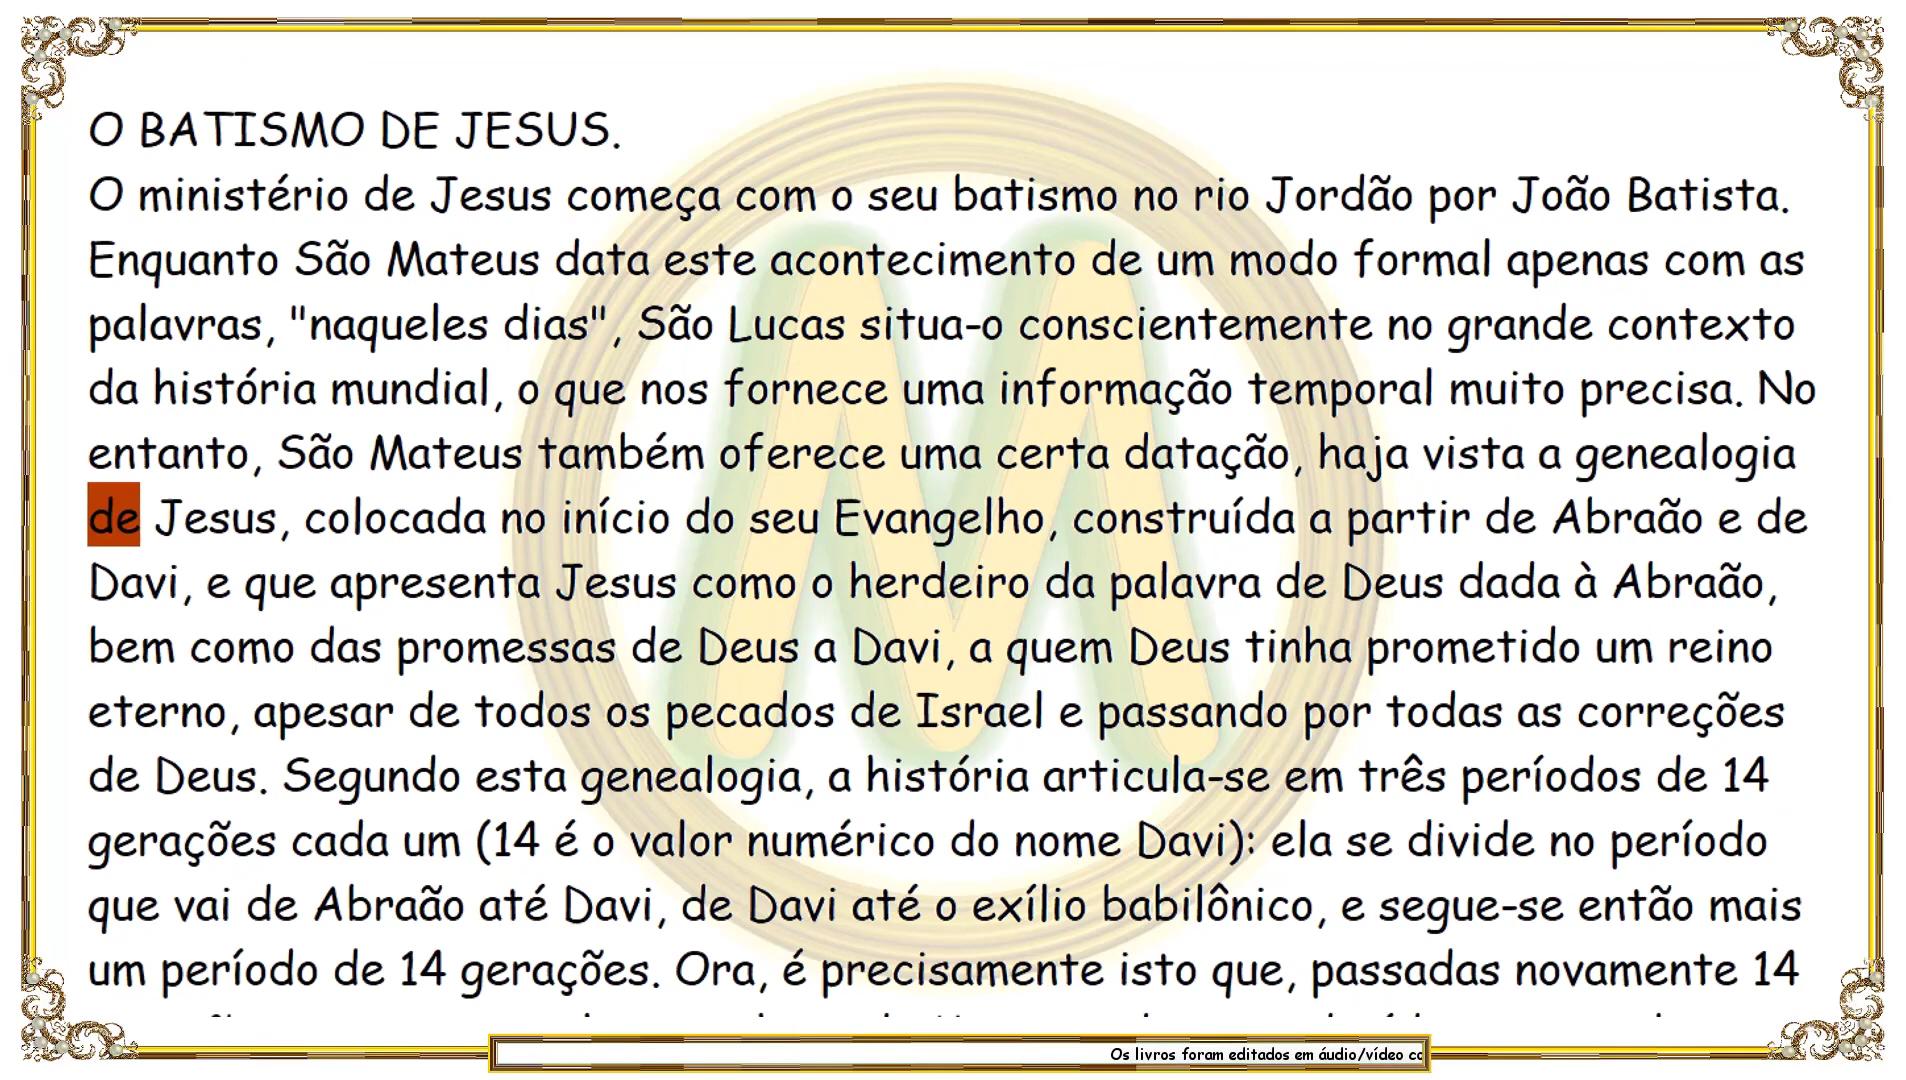 O BATISMO DE JESUS.
O ministério de Jesus começa com o seu batismo no rio Jordão por João Batista.
Enquanto São Mateus data este acontecimento de um modo formal apenas com as
palavras, "naqueles dias", São Lucas situa-o conscientemente no grande contexto
da história mundial, o que nos fornece uma informação temporal muito precisa. No
entanto, São Mateus também oferece uma certa datação, haja vista a genealogia
de Jesus, colocada no início do seu Evangelho, construída a partir de Abraão e de
Davi, e que apresenta Jesus como o herdeiro da palavra de Deus dada à Abraão,
bem como das promessas de Deus a Davi, a quem Deus tinha prometido um reino
eterno, apesar de todos os pecados de Israel e passando por todas as correções
de Deus. Segundo esta genealogia, a história articula-se em três períodos de 14
gerações cada um (14 é o valor numérico do nome Davi): ela se divide no período
que vai de Abraão até Davi, de Davi até o exílio babilônico, e segue-se então mais
um período de 14 gerações. Ora, é precisamente isto que, passadas novamente 14
Os livros foram editados em áudio/vídeo